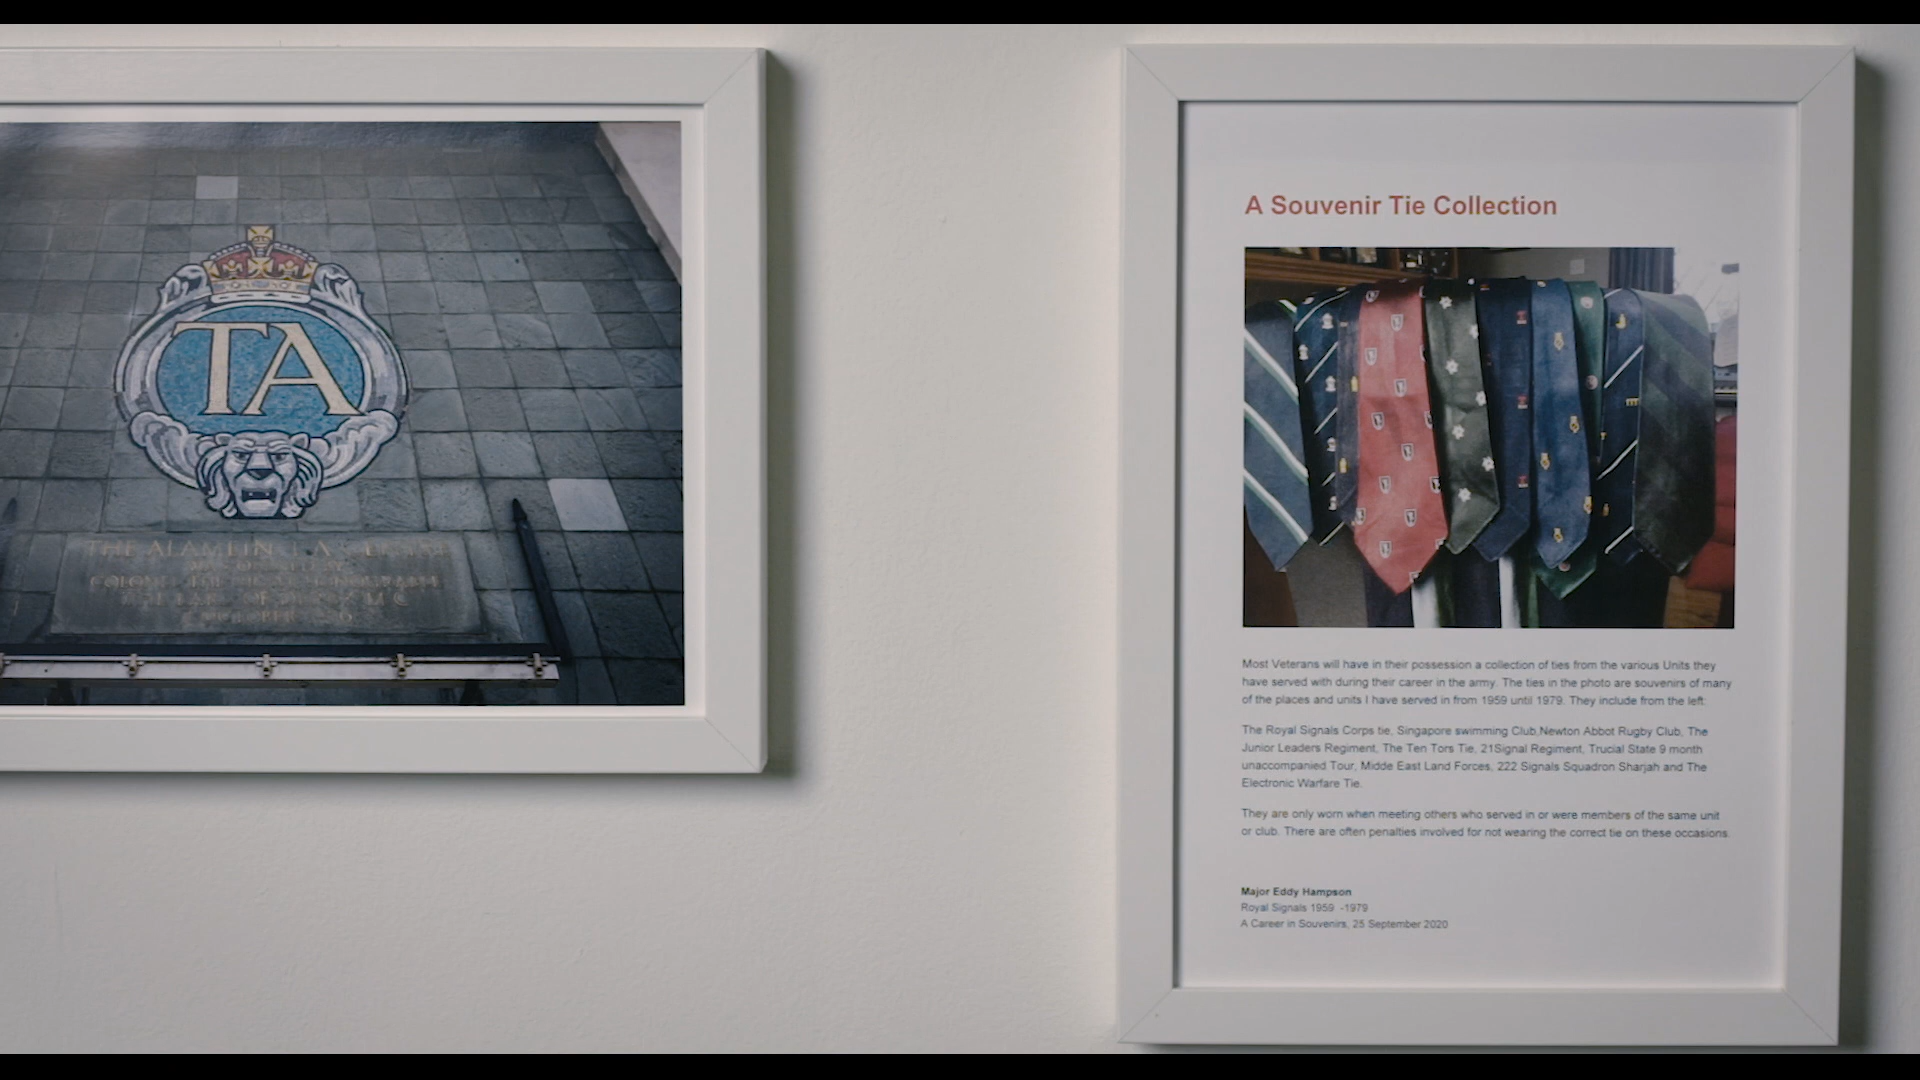 TA
THE ALAMEIN
COLONEL THE RIGHT HONOURABLE
A Souvenir Tie Collection
Most Veterans will have in their possession a collection of ties from the various Units they
have served with during their career in the army. The ties in the photo are souvenirs of many
of the places and units I have served in from 1959 until 1979. They include from the left:
The Royal Signals Corps tie, Singapore swimming Club,Newton Abbot Rugby Club, The
Junior Leaders Regiment, The Ten Tors Tie, 21Signal Regiment, Trucial State 9 month
unaccompanied Tour, Midde East Land Forces, 222 Signals Squadron Sharjah and The
Electronic Warfare Tie.
They are only worn when meeting others who served in or were members of the same unit
or club. There are often penalties involved for not wearing the correct tie on these occasions.
Major Eddy Hampson
Royal Signals 1959 -1979
A Career in Souvenirs, 25 September 2020